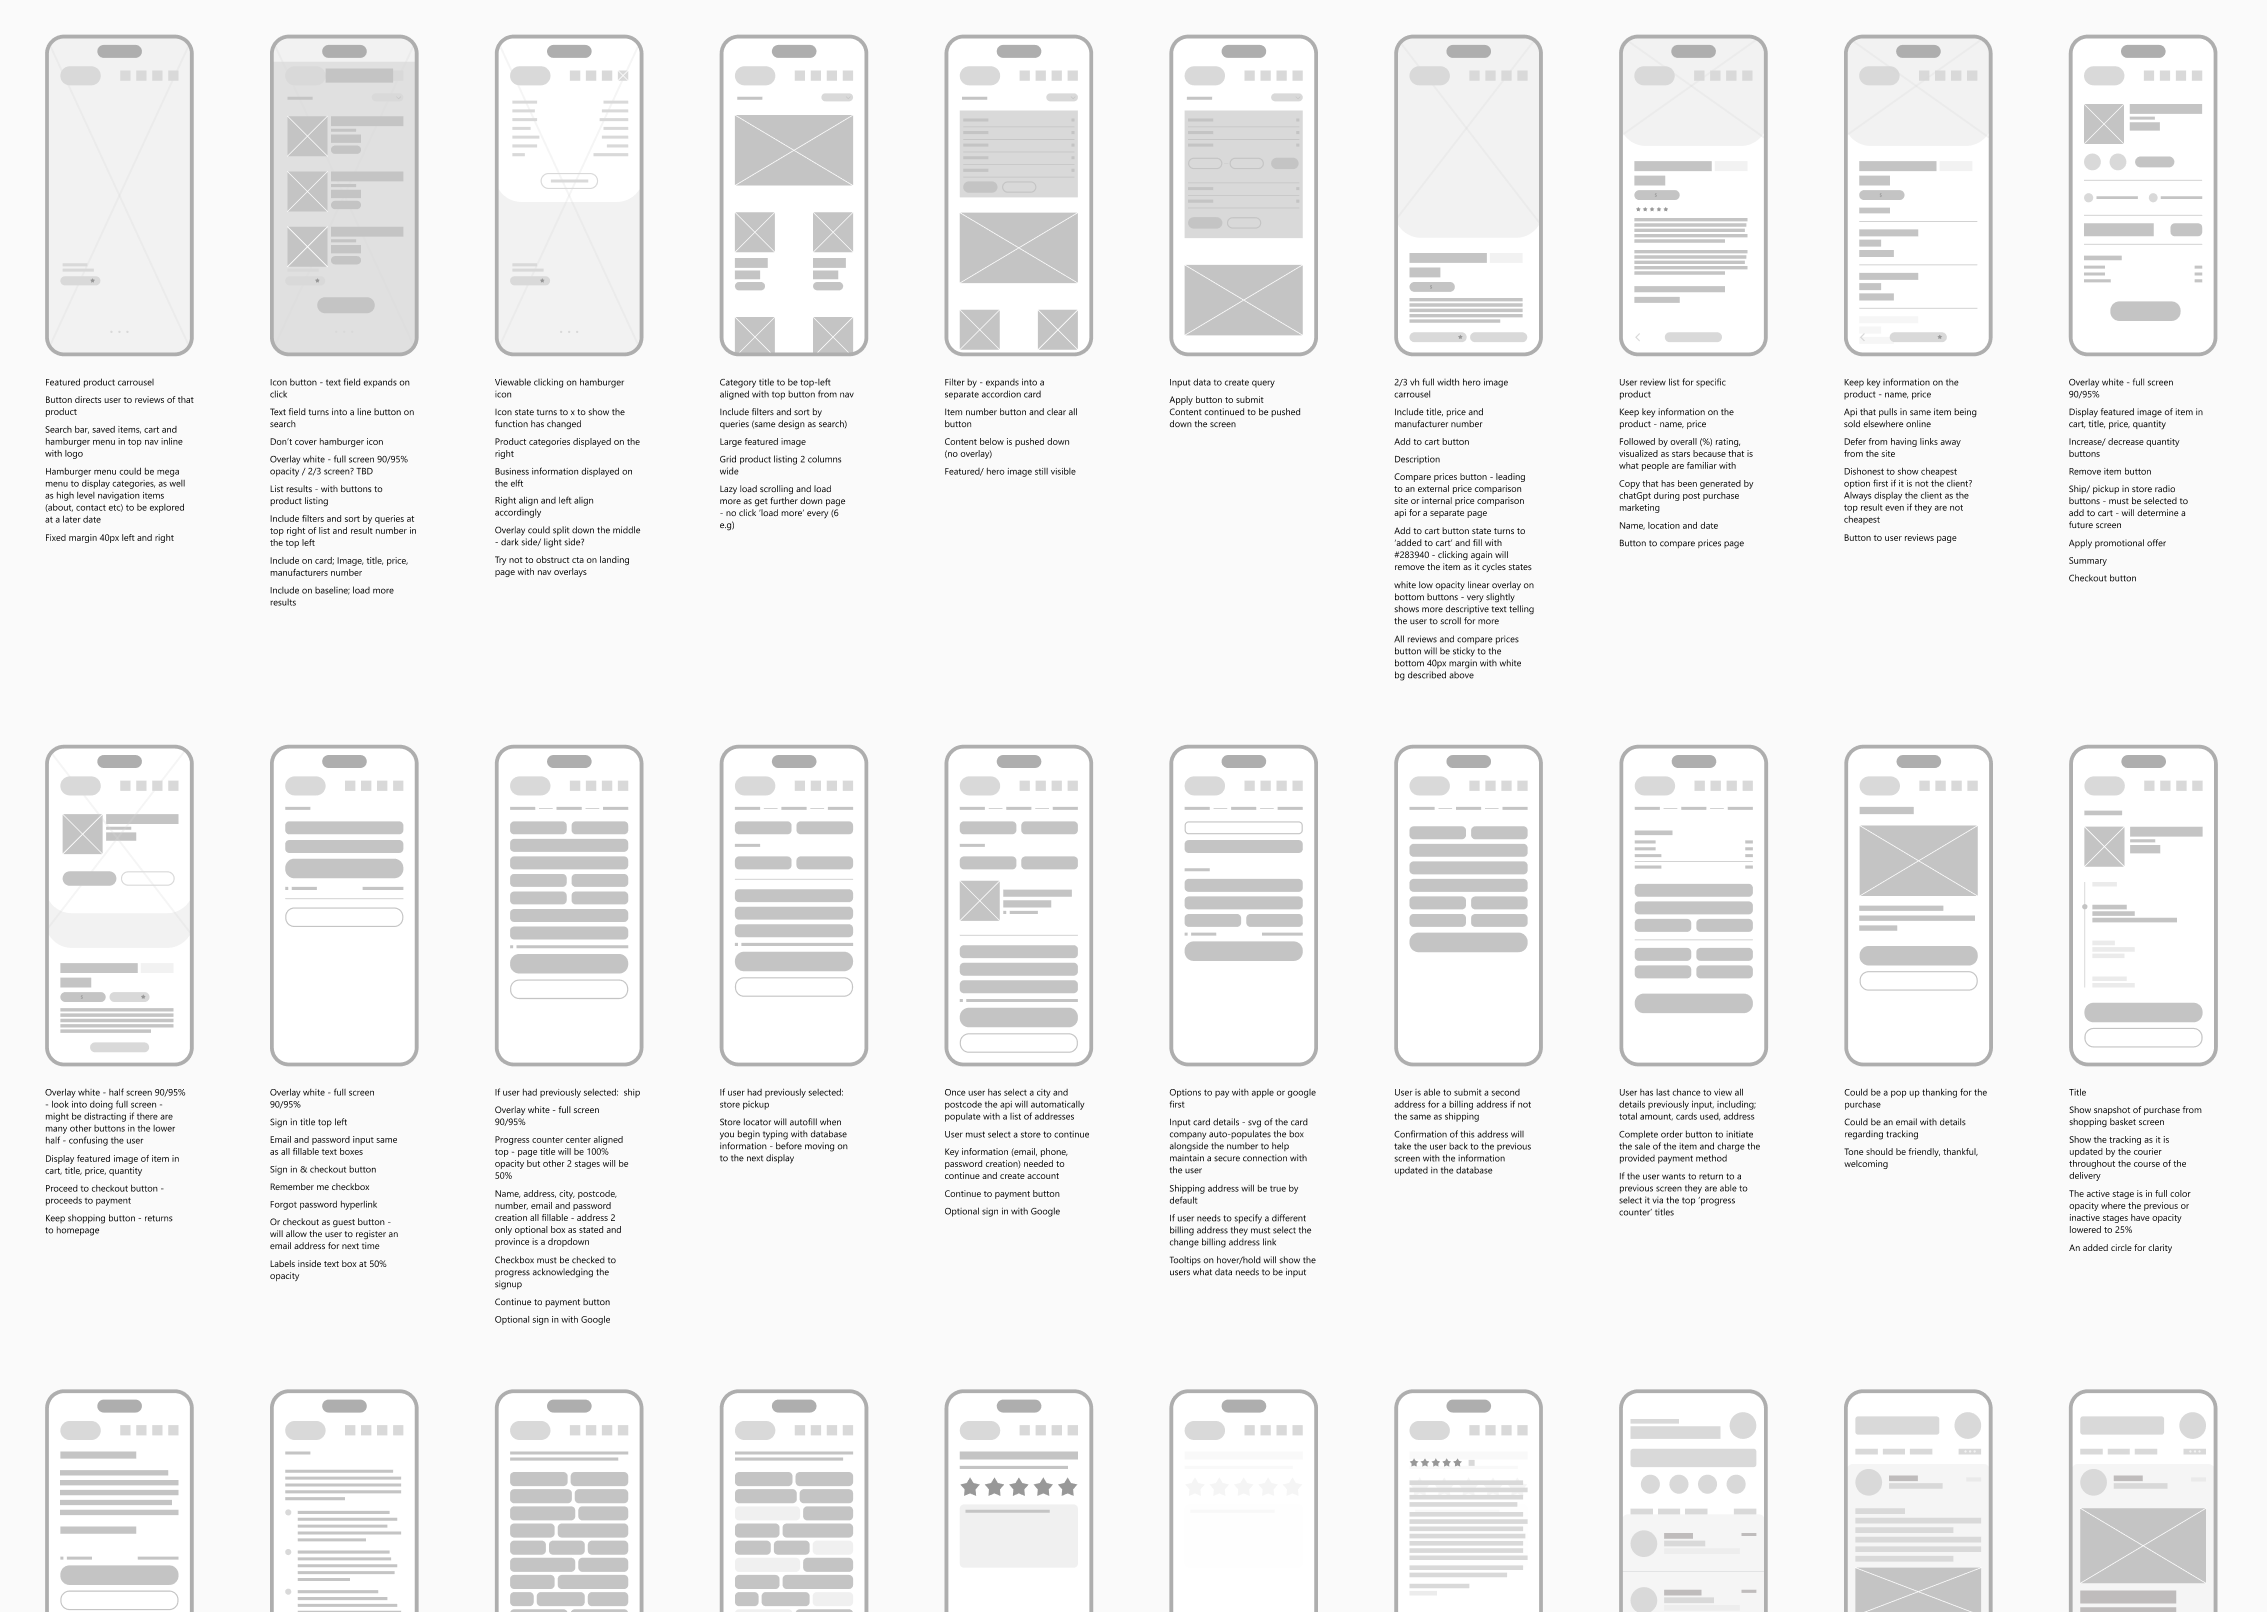 Featured product carrousel
Button directs user to reviews of that
product
Search bar, saved items, cart and
hamburger menu in top nav inline
with logo
Hamburger menu could be mega
menu to display categories, as well
as high level navigation items
(about, contact etc) to be explored
at a later date
Fixed margin 40px left and right
Icon button - text field expands on
click
Text field turns into a line button on
search
Don't cover hamburger icon
Overlay white - full screen 90/95%
opacity / 2/3 screen? TBD
List results - with buttons to
product listing
Include filters and sort by queries at
top right of list and result number in
the top left
Include on card; Image, title, price,
manufacturers number
Include on baseline; load more
results
Viewable clicking on hamburger
icon
Icon state turns to x to show the
function has changed
Product categories displayed on the
right
Business information displayed on
the elft
Right align and left align
accordingly
Overlay could split down the middle
- dark side/ light side?
Try not to obstruct cta on landing
page with nav overlays
Category title to be top-left
aligned with top button from nav
Include filters and sort by
queries (same design as search)
Large featured image
Grid product listing 2 columns
wide
Lazy load scrolling and load
more as get further down page
- no click 'load more' every (6
e.g)
Filter by - expands into a
separate accordion card
Item number button and clear all
button
Content below is pushed down
(no overlay)
Featured/ hero image still visible
Input data to create query
Apply button to submit
Content continued to be pushed
down the screen
2/3 vh full width hero image
carrousel
Include title, price and
manufacturer number
Add to cart button
Description
Compare prices button - leading
to an external price comparison
site or internal price comparison
api for a separate page
Add to cart button state turns to
'added to cart' and fill with
#283940 - clicking again will
remove the item as it cycles states
white low opacity linear overlay on
bottom buttons - very slightly
shows more descriptive text telling
the user to scroll for more
All reviews and compare prices
button will be sticky to the
bottom 40px margin with white
bg described above
User review list for specific
product
Keep key information on the
product - name, price
Followed by overall (%) rating,
visualized as stars because that is
what people are familiar with
Copy that has been generated by
chatGpt during post purchase
marketing
Name, location and date
Button to compare prices page
Keep key information on the
product - name, price
Api that pulls in same item being
sold elsewhere online
Defer from having links away
from the site
Dishonest to show cheapest
option first if it is not the client?
Always display the client as the
top result even if they are not
cheapest
Button to user reviews page
Overlay white - full screen
90/95%
Display featured image of item in
cart, title, price, quantity
Increase/ decrease quantity
buttons
Remove item button
Ship/ pickup in store radio
buttons - must be selected to
add to cart - will determine a
future screen
Apply promotional offer
Summary
Checkout button
Overlay white - half screen 90/95%
- look into doing full screen -
might be distracting if there are
many other buttons in the lower
half - confusing the user
Display featured image of item in
cart, title, price, quantity
Proceed to checkout button -
proceeds to payment
Keep shopping button - returns
to homepage
Overlay white - full screen
90/95%
Sign in title top left
Email and password input same
as all fillable text boxes
Sign in & checkout button
Remember me checkbox
Forgot password hyperlink
Or checkout as guest button -
will allow the user to register an
email address for next time
Labels inside text box at 50%
opacity
If user had previously selected:  ship
Overlay white - full screen
90/95%
Progress counter center aligned
top - page title will be 100%
opacity but other 2 stages will be
50%
Name, address, city, postcode,
number, email and password
creation all fillable - address 2
only optional box as stated and
province is a dropdown
Checkbox must be checked to
progress acknowledging the
signup
Continue to payment button
Optional sign in with Google
If user had previously selected:
store pickup
Store locator will autofill when
you begin typing with database
information - before moving on
to the next display
Once user has select a city and
postcode the api will automatically
populate with a list of addresses
User must select a store to continue
Key information (email, phone,
password creation) needed to
continue and create account
Continue to payment button
Optional sign in with Google
Options to pay with apple or google
first
Input card details - svg of the card
company auto-populates the box
alongside the number to help
maintain a secure connection with
the user
Shipping address will be true by
default
If user needs to specify a different
billing address they must select the
change billing address link
Tooltips on hover/hold will show the
users what data needs to be input
User is able to submit a second
address for a billing address if not
the same as shipping
Confirmation of this address will
take the user back to the previous
screen with the information
updated in the database
User has last chance to view all
details previously input, including;
total amount, cards used, address
Complete order button to initiate
the sale of the item and charge the
provided payment method
If the user wants to return to a
previous screen they are able to
select it via the top 'progress
counter' titles
Could be a pop up thanking for the
purchase
Could be an email with details
regarding tracking
Tone should be friendly, thankful,
welcoming
Title
Show snapshot of purchase from
shopping basket screen
Show the tracking as it is
updated by the courier
throughout the course of the
delivery
The active stage is in full color
opacity where the previous or
inactive stages have opacity
lowered to 25%
An added circle for clarity